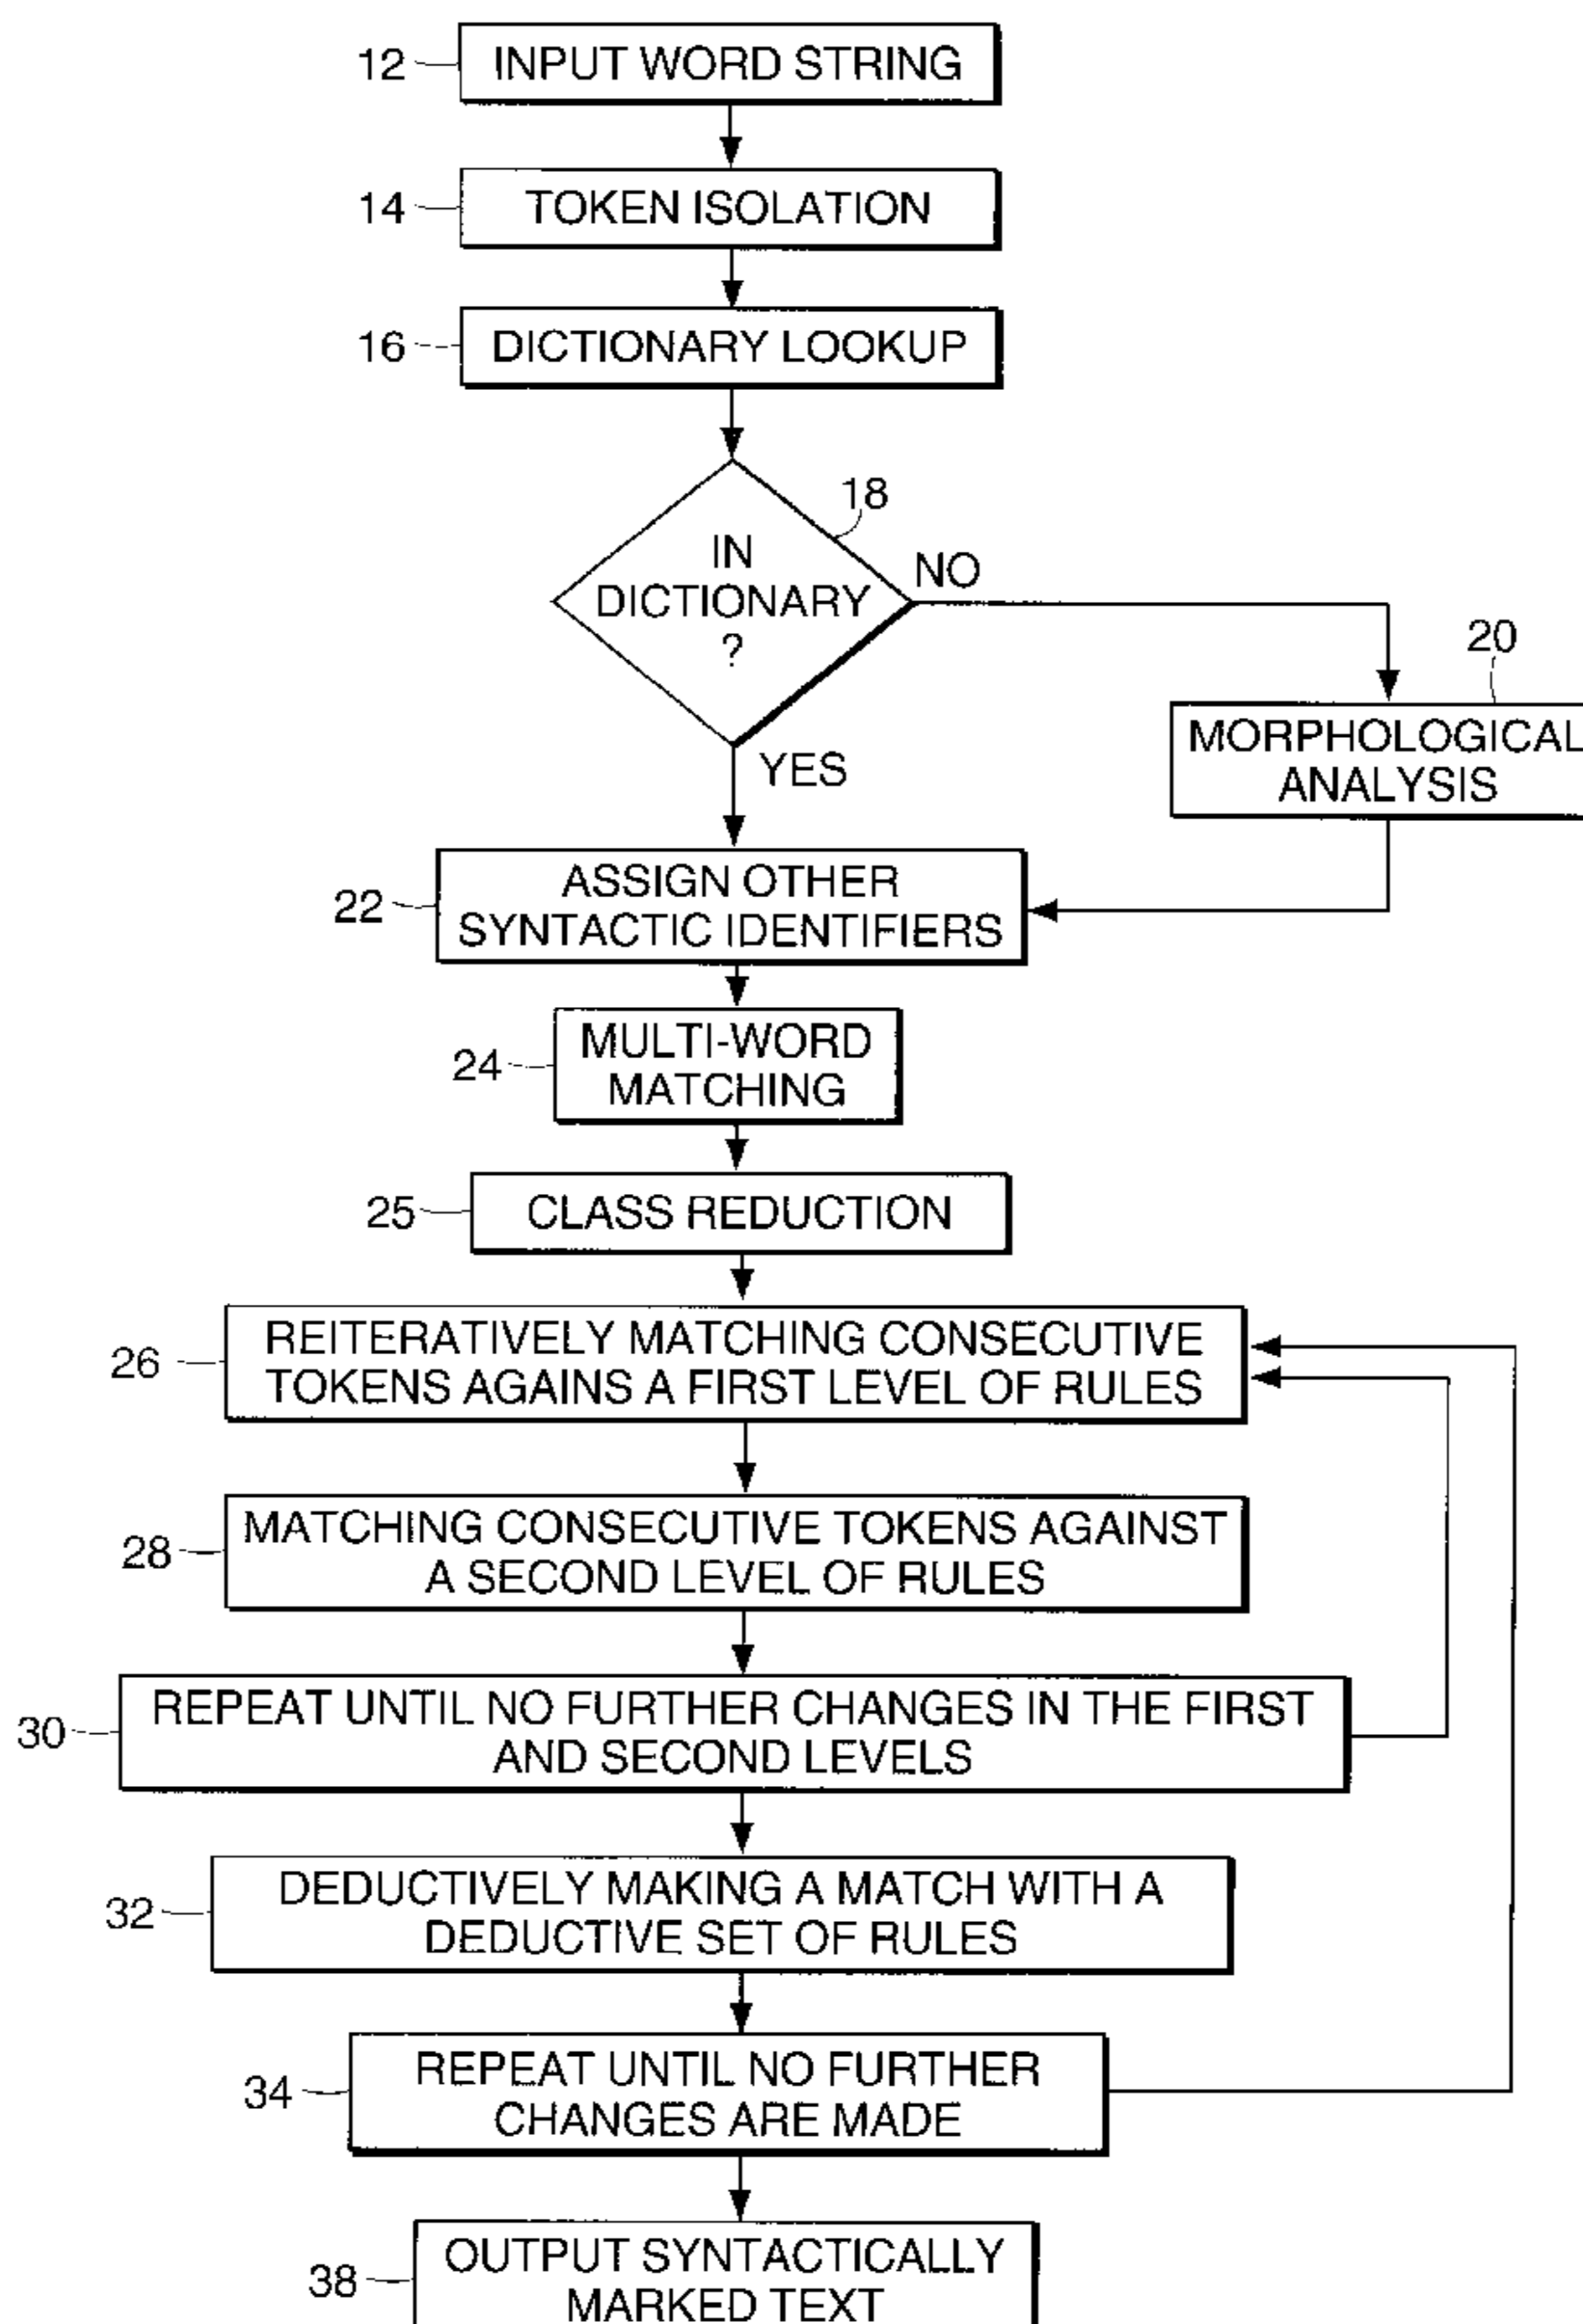 12
INPUT WORD STRING
14
TOKEN ISOLATION
16
DICTIONARY LOOKUP
18
IN
DICTIONARY
?
NO
20
MORPHOLOGICAL
ANALYSIS
YES
22
ASSIGN OTHER
SYNTACTIC IDENTIFIERS
24
MULTI-WORD
MATCHING
25
CLASS REDUCTION
26
REITERATIVELY MATCHING CONSECUTIVE
TOKENS AGAINS A FIRST LEVEL OF RULES
28
MATCHING CONSECUTIVE TOKENS AGAINST
A SECOND LEVEL OF RULES
30
REPEAT UNTIL NO FURTHER CHANGES IN THE FIRST
AND SECOND LEVELS
32
DEDUCTIVELY MAKING A MATCH WITH A
DEDUCTIVE SET OF RULES
34
REPEAT UNTIL NO FURTHER
CHANGES ARE MADE
38
OUTPUT SYNTACTICALLY
MARKED TEXT